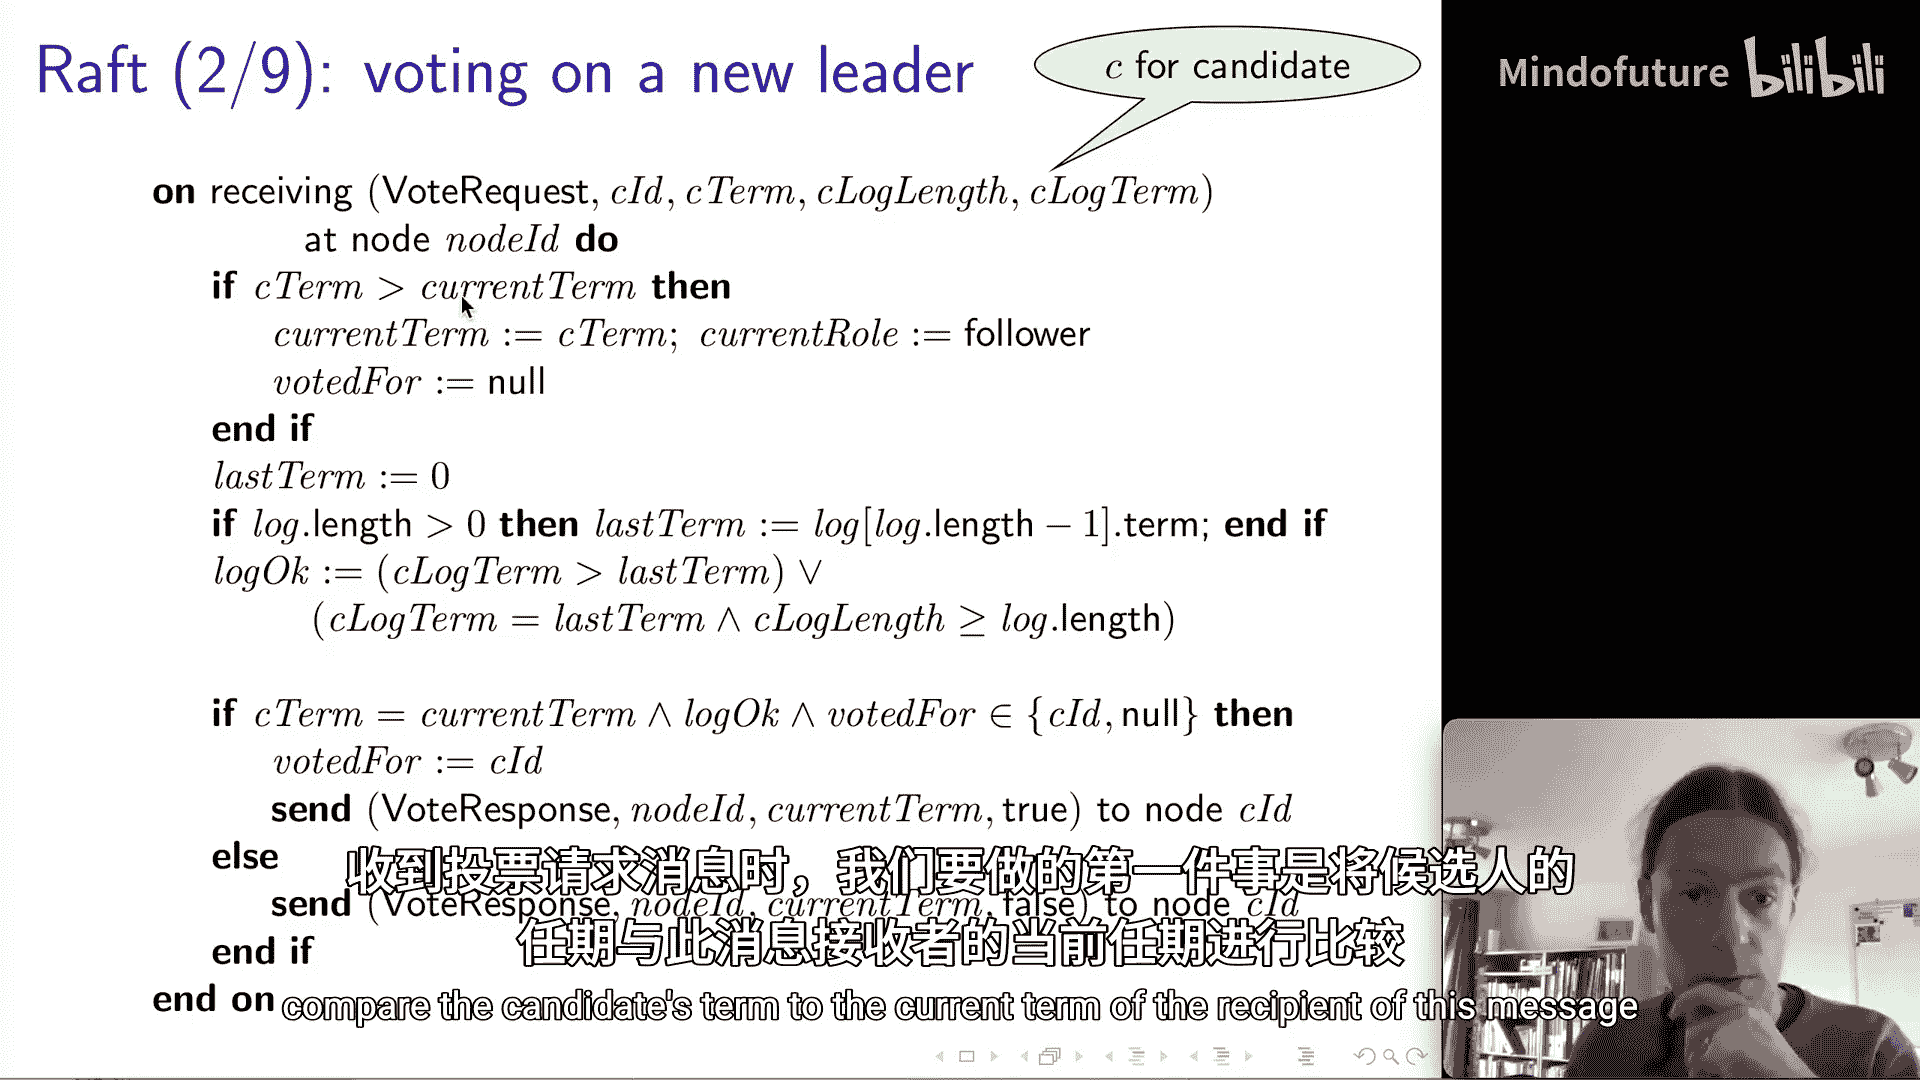 Raft (2/9): voting on a new leader
c for candidate
Mindofuture bilibili
on receiving (VoteRequest, cId, cTerm, cLogLength, cLogTerm)
at node nodeId do
if cTerm > currentTerm then
currentTerm := cTerm; currentRole := follower
votedFor := null
end if
lastTerm := 0
if log.length > 0 then lastTerm := log[log.length − 1].term; end if
logOk := (cLogTerm > lastTerm) ∨
(cLogTerm = lastTerm ∧ cLogLength ≥ log.length)
if cTerm = currentTerm ∧ logOk ∧ votedFor ∈ {cId, null} then
votedFor := cId
send (VoteResponse, nodeId, currentTerm, true) to node cId
else
send (VoteResponse, nodeId, currentTerm, false) to node cId
end if
end on
收到投票请求消息时，我们要做的第一件事是将候选人的
任期与此消息接收者的当前任期进行比较
compare the candidate's term to the current term of the recipient of this message